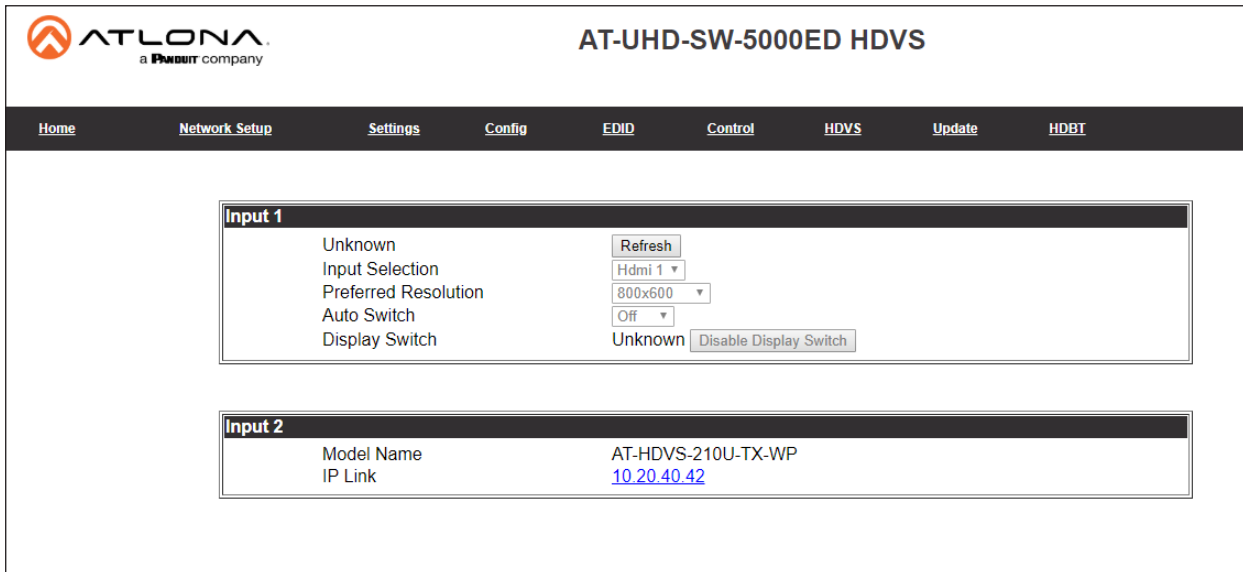 ATLONA.
a PANDUIT company
AT-UHD-SW-5000ED HDVS
Home Network Setup Settings Config EDID Control HDVS Update HDBT
Input 1
Unknown Refresh
Input Selection Hdmi 1
Preferred Resolution 800x600
Auto Switch Off
Display Switch Unknown Disable Display Switch
Input 2
Model Name AT-HDVS-210U-TX-WP
IP Link 10.20.40.42